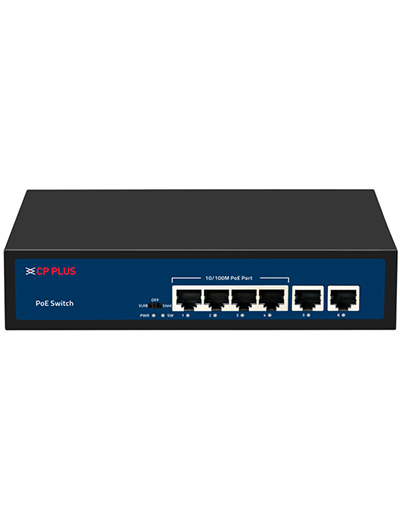 CP PLUS
10/100M PoE Port
PoE Switch
OFF
VLAN
PWR SW 1 2 3 4 5 6